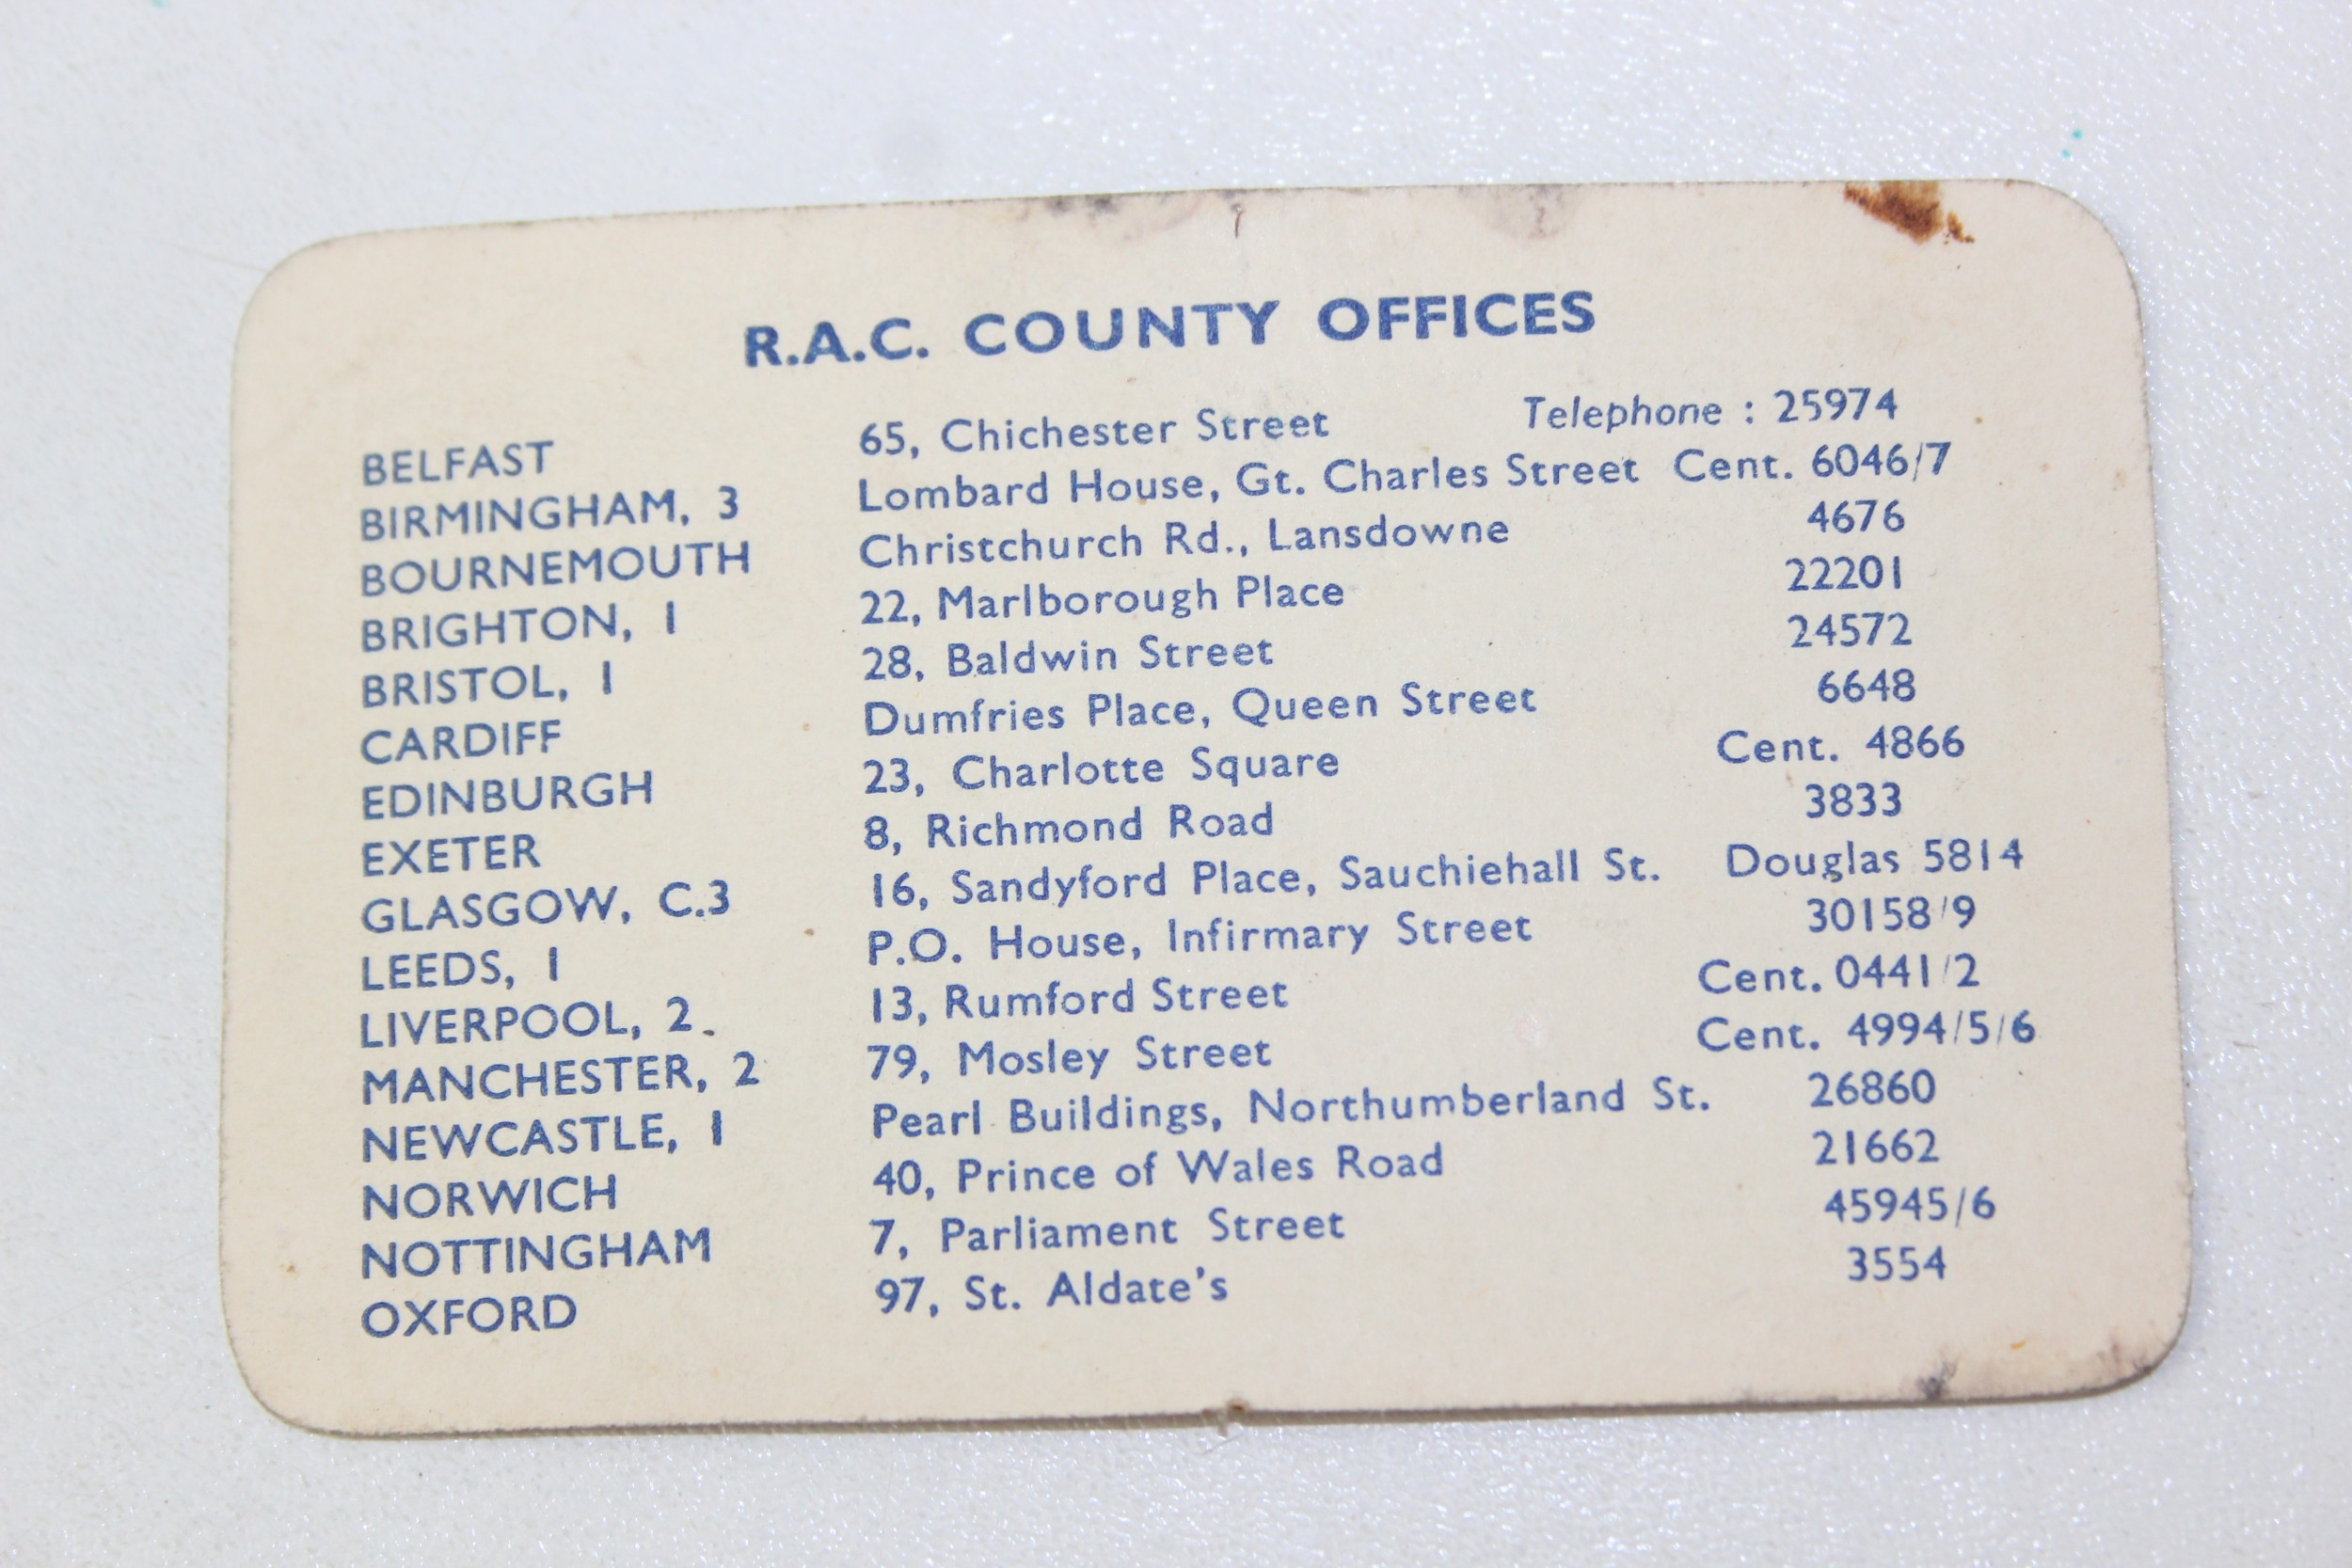 R.A.C. COUNTY OFFICES
BELFAST 65, Chichester Street Telephone : 25974
BIRMINGHAM, 3 Lombard House, Gt. Charles Street Cent. 6046/7
BOURNEMOUTH Christchurch Rd., Lansdowne 4676
BRIGHTON, 1 22, Marlborough Place 22201
BRISTOL, 1 28, Baldwin Street 24572
CARDIFF Dumfries Place, Queen Street 6648
EDINBURGH 23, Charlotte Square Cent. 4866
EXETER 8, Richmond Road 3833
GLASGOW, C.3 16, Sandyford Place, Sauchiehall St. Douglas 5814
LEEDS, 1 P.O. House, Infirmary Street 30158/9
LIVERPOOL, 2. 13, Rumford Street Cent. 0441/2
MANCHESTER, 2 79, Mosley Street Cent. 4994/5/6
NEWCASTLE, 1 Pearl Buildings, Northumberland St. 26860
NORWICH 40, Prince of Wales Road 21662
NOTTINGHAM 7, Parliament Street 45945/6
OXFORD 97, St. Aldate's 3554